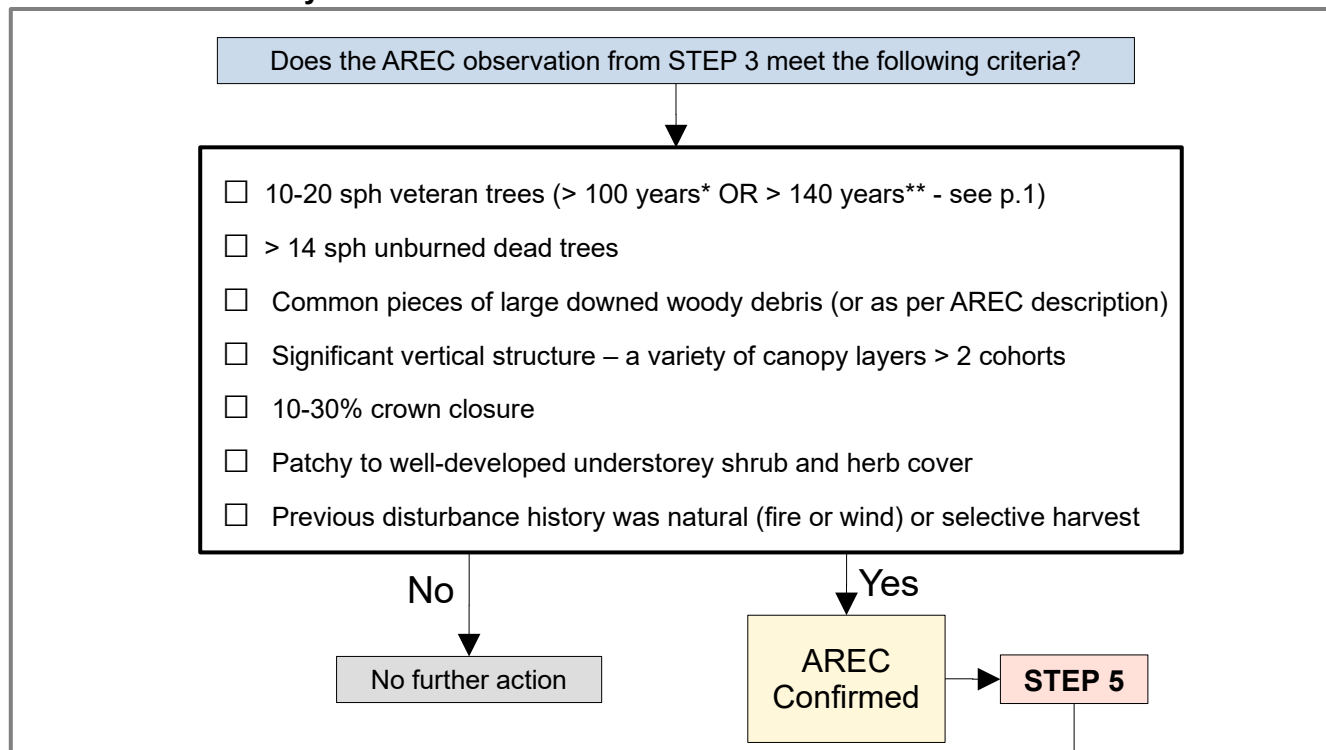 Does the AREC observation from STEP 3 meet the following criteria?
☐ 10-20 sph veteran trees (> 100 years* OR > 140 years** - see p.1)
☐ > 14 sph unburned dead trees
☐ Common pieces of large downed woody debris (or as per AREC description)
☐ Significant vertical structure – a variety of canopy layers > 2 cohorts
☐ 10-30% crown closure
☐ Patchy to well-developed understorey shrub and herb cover
☐ Previous disturbance history was natural (fire or wind) or selective harvest
No
Yes
No further action
AREC
Confirmed
STEP 5